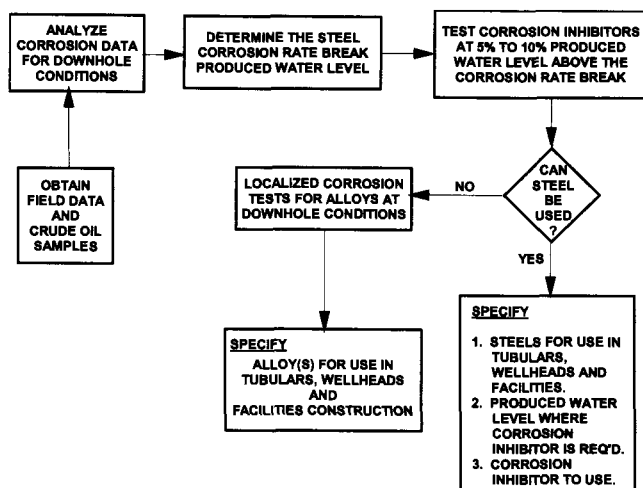 ANALYZE
CORROSION DATA
FOR DOWNHOLE
CONDITIONS
DETERMINE THE STEEL
CORROSION RATE BREAK
PRODUCED WATER LEVEL
TEST CORROSION INHIBITORS
AT 5% TO 10% PRODUCED
WATER LEVEL ABOVE THE
CORROSION RATE BREAK
OBTAIN
FIELD DATA
AND
CRUDE OIL
SAMPLES
LOCALIZED CORROSION
TESTS FOR ALLOYS AT
DOWNHOLE CONDITIONS
NO
CAN
STEEL
BE
USED
?
YES
SPECIFY
ALLOY(S) FOR USE IN
TUBULARS, WELLHEADS
AND
FACILITIES CONSTRUCTION
SPECIFY
1. STEELS FOR USE IN
TUBULARS,
WELLHEADS AND
FACILITIES.
2. PRODUCED WATER
LEVEL WHERE
CORROSION
INHIBITOR IS REQ'D.
3. CORROSION
INHIBITOR TO USE.